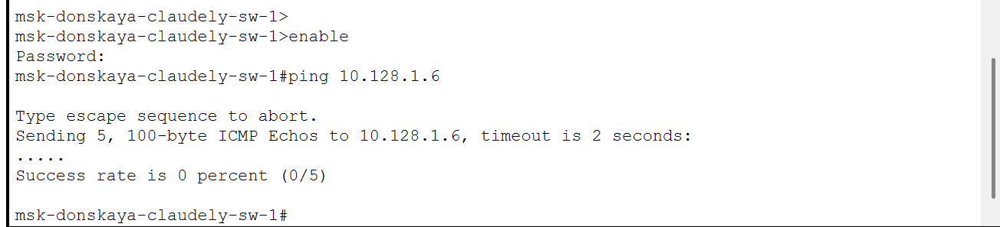 msk-donskaya-claudely-sw-1>
msk-donskaya-claudely-sw-1>enable
Password:
msk-donskaya-claudely-sw-1#ping 10.128.1.6
Type escape sequence to abort.
Sending 5, 100-byte ICMP Echos to 10.128.1.6, timeout is 2 seconds:
.....
Success rate is 0 percent (0/5)
msk-donskaya-claudely-sw-1#